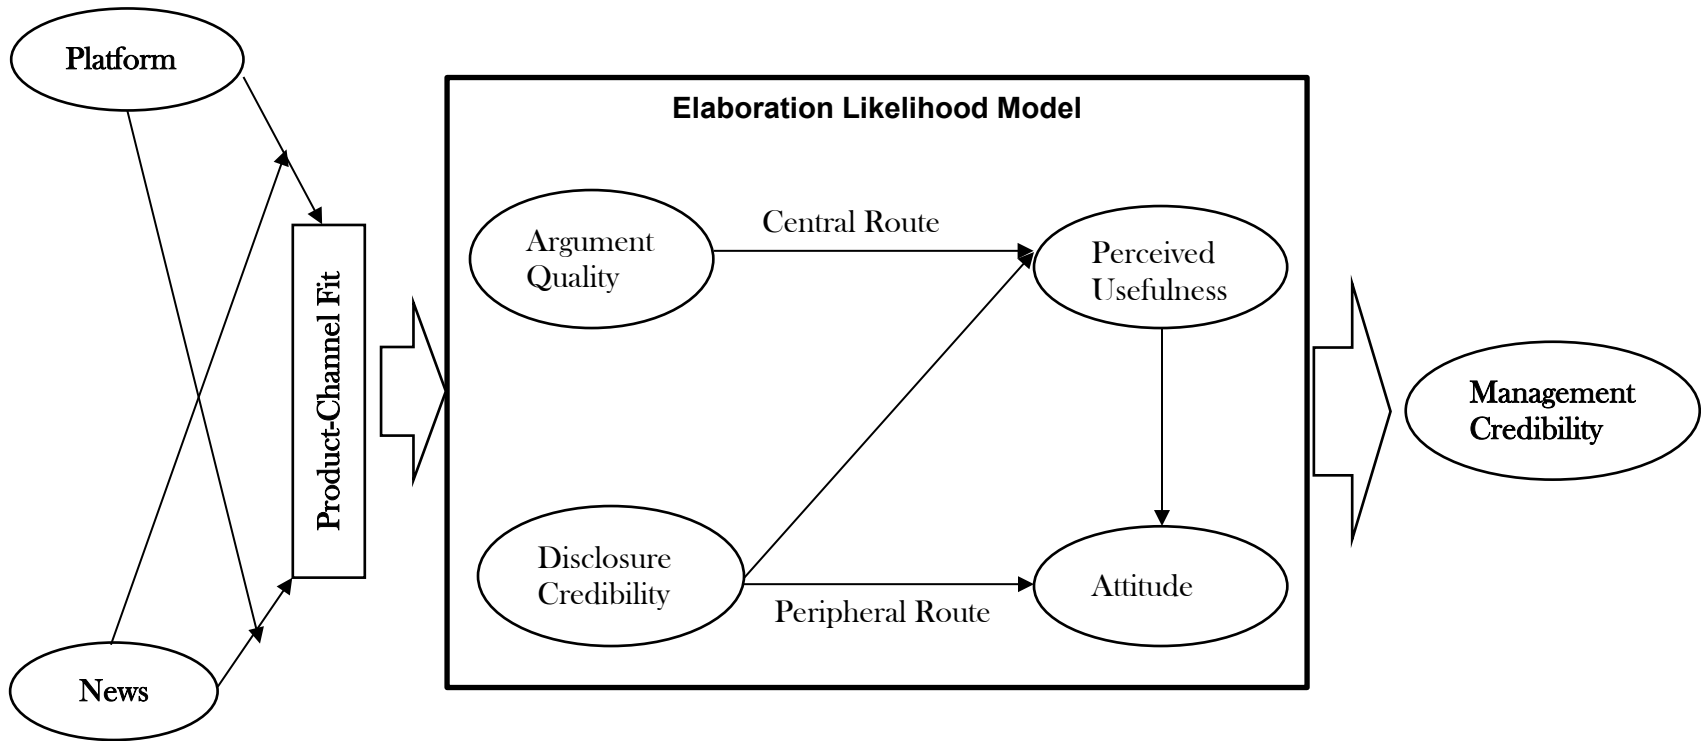 Platform
Elaboration Likelihood Model
Argument
Quality
Central Route
Perceived
Usefulness
Product-Channel Fit
Management
Credibility
Disclosure
Credibility
Peripheral Route
Attitude
News